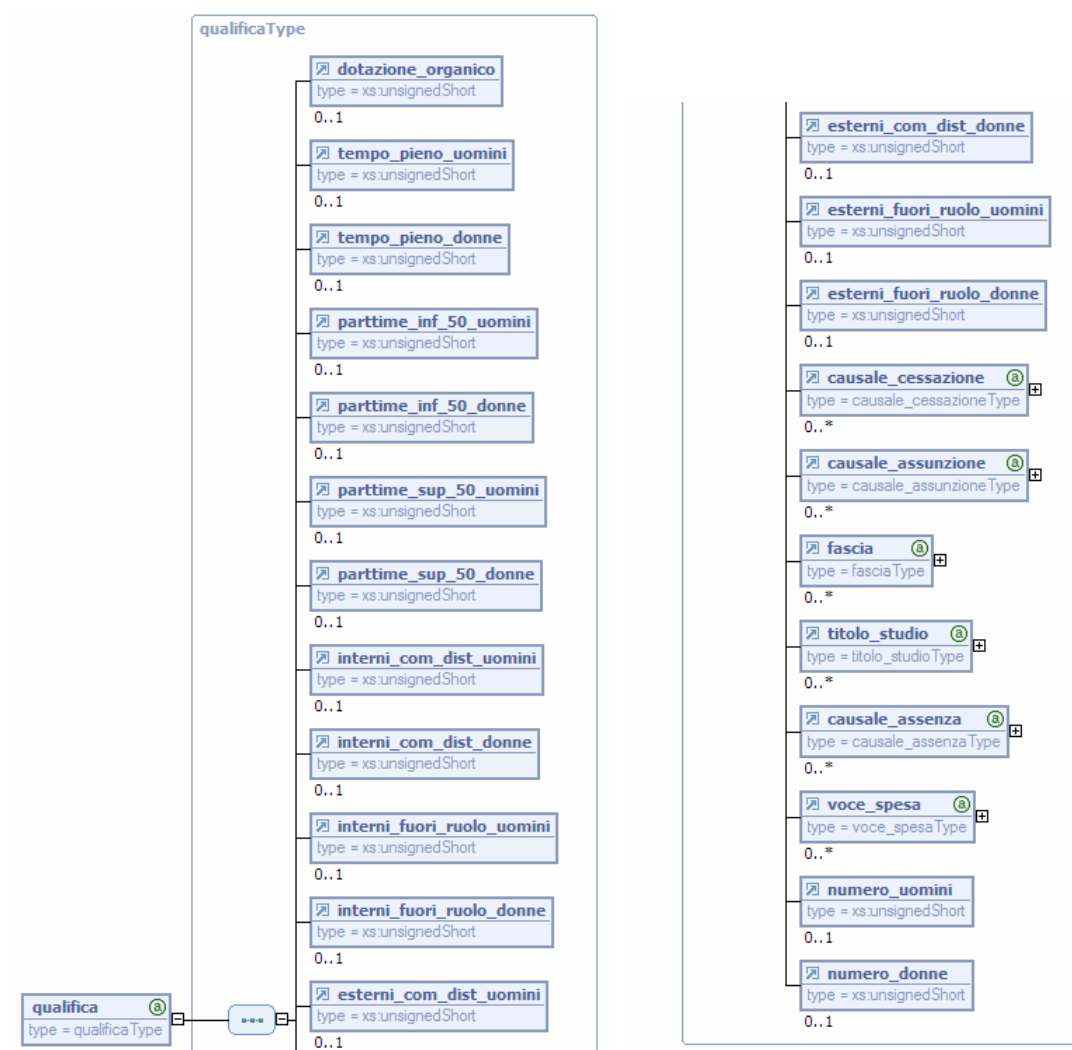 qualificaType
dotazione_organico
type = xs:unsignedShort
0..1
tempo_pieno_uomini
type = xs:unsignedShort
0..1
tempo_pieno_donne
type = xs:unsignedShort
0..1
parttime_inf_50_uomini
type = xs:unsignedShort
0..1
parttime_inf_50_donne
type = xs:unsignedShort
0..1
parttime_sup_50_uomini
type = xs:unsignedShort
0..1
parttime_sup_50_donne
type = xs:unsignedShort
0..1
interni_com_dist_uomini
type = xs:unsignedShort
0..1
interni_com_dist_donne
type = xs:unsignedShort
0..1
interni_fuori_ruolo_uomini
type = xs:unsignedShort
0..1
interni_fuori_ruolo_donne
type = xs:unsignedShort
0..1
qualifica a
type = qualificaType
esterni_com_dist_uomini
type = xs:unsignedShort
0..1
esterni_com_dist_donne
type = xs:unsignedShort
0..1
esterni_fuori_ruolo_uomini
type = xs:unsignedShort
0..1
esterni_fuori_ruolo_donne
type = xs:unsignedShort
0..1
causale_cessazione a
type = causale_cessazioneType
0..*
causale_assunzione a
type = causale_assunzioneType
0..*
fascia a
type = fasciaType
0..*
titolo_studio a
type = titolo_studioType
0..*
causale_assenza a
type = causale_assenzaType
0..*
voce_spesa a
type = voce_spesaType
0..*
numero_uomini
type = xs:unsignedShort
0..1
numero_donne
type = xs:unsignedShort
0..1